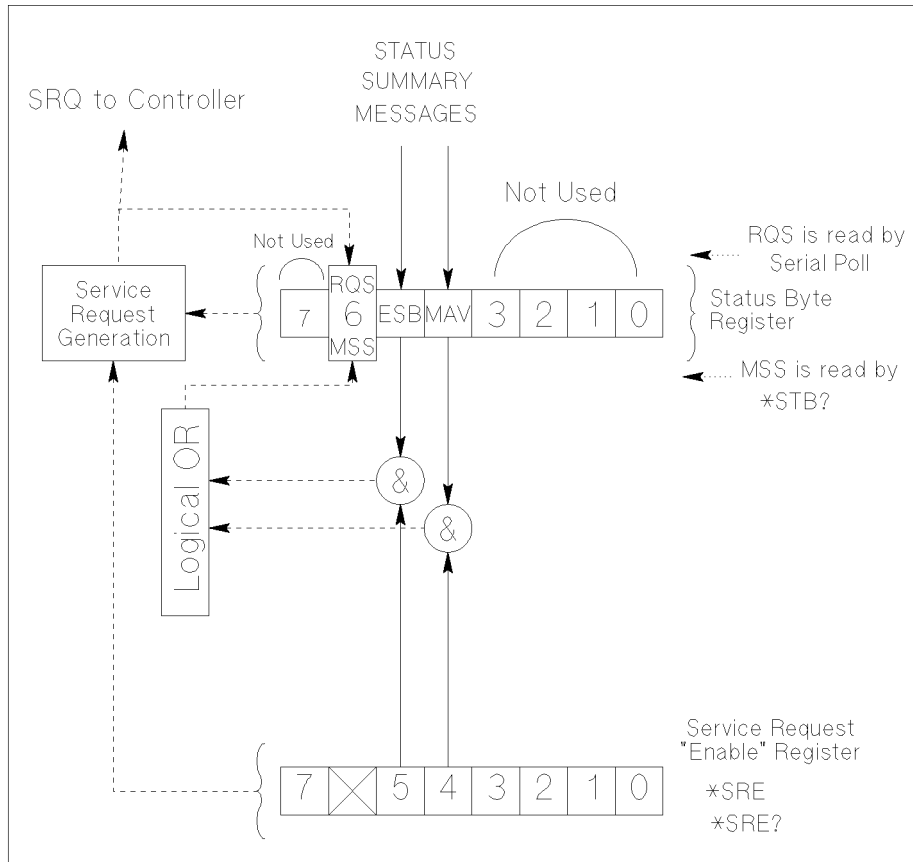 STATUS
SUMMARY
MESSAGES
SRQ to Controller
Not Used
Not Used
RQS is read by
Serial Poll
Service
Request
Generation
RQS
7 6 ESB MAV 3 2 1 0
MSS
Status Byte
Register
MSS is read by
*STB?
&
&
Logical OR
Service Request
"Enable" Register
7 5 4 3 2 1 0
*SRE
*SRE?